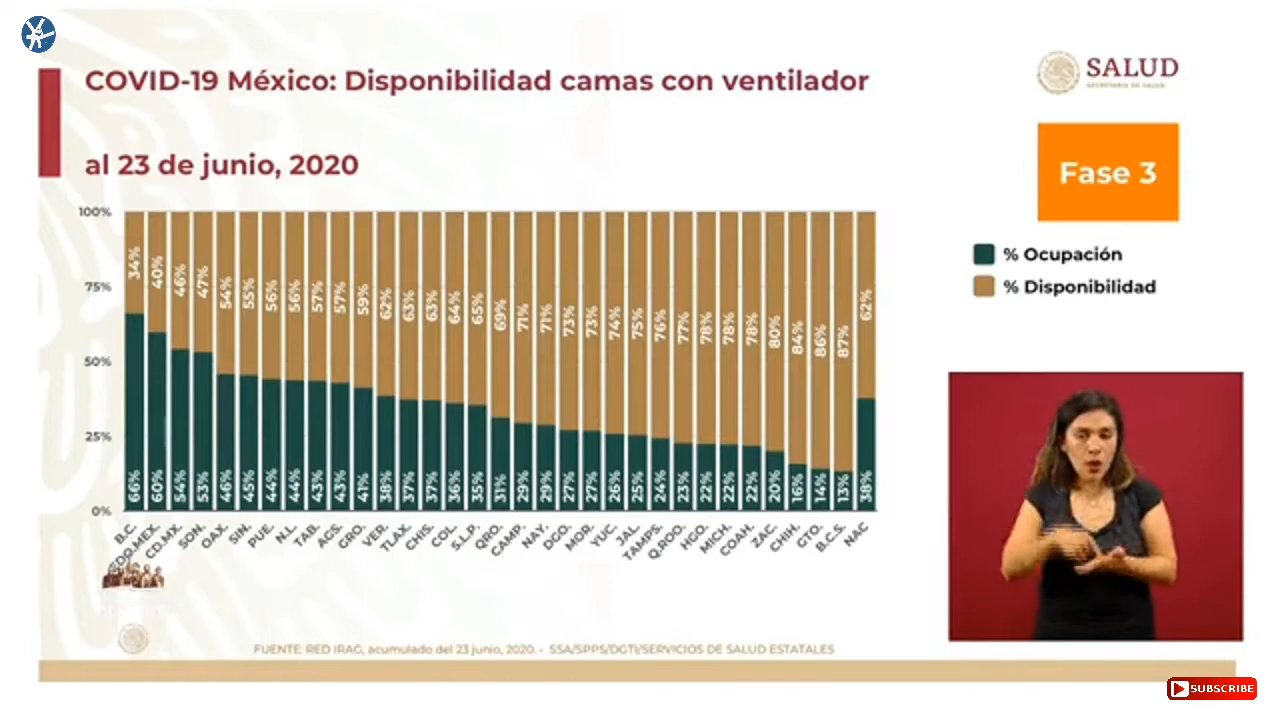 COVID-19 México: Disponibilidad camas con ventilador
al 23 de junio, 2020
SALUD
SECRETARÍA DE SALUD
Fase 3
% Ocupación
% Disponibilidad
100%
75%
50%
25%
0%
34% 40% 46% 47% 54% 55% 56% 56% 57% 57% 59% 62% 63% 63% 64% 65% 69% 71% 71% 73% 73% 74% 75% 76% 77% 78% 78% 78% 80% 84% 86% 87% 62%
66% 60% 54% 53% 46% 45% 44% 44% 43% 43% 41% 38% 37% 37% 36% 35% 31% 29% 29% 27% 27% 26% 25% 24% 23% 22% 22% 22% 20% 16% 14% 13% 38%
B.C. EDO.MEX. CD.MX. SON. OAX. SIN. PUE. N.L. TAB. AGS. GRO. VER. TLAX. CHIS. COL. S.L.P. QRO. CAMP. NAY. DGO. MOR. YUC. JAL. TAMPS. Q.ROO. HGO. MICH. COAH. ZAC. CHIH. GTO. B.C.S. NAC
FUENTE: RED IRAG, acumulado del 23 junio, 2020. - SSA/SPPS/DGTI/SERVICIOS DE SALUD ESTATALES
SUBSCRIBE